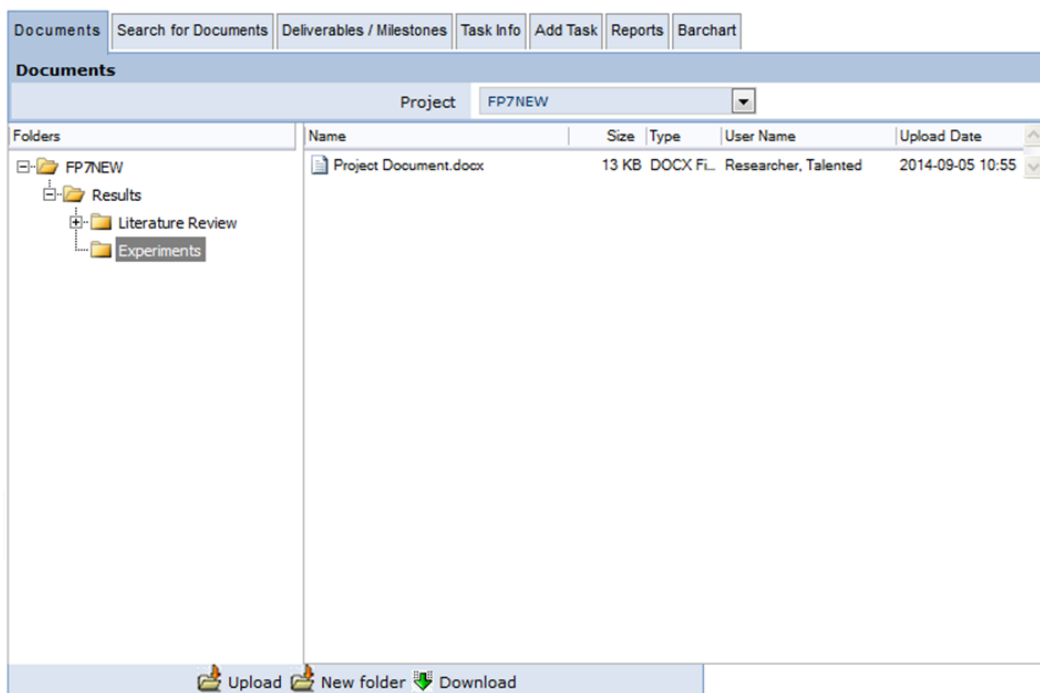 Documents Search for Documents Deliverables / Milestones Task Info Add Task Reports Barchart
Documents
Project FP7NEW
Folders Name Size Type User Name Upload Date
FP7NEW Project Document.docx 13 KB DOCX Fi... Researcher, Talented 2014-09-05 10:55
Results
Literature Review
Experiments
Upload New folder Download